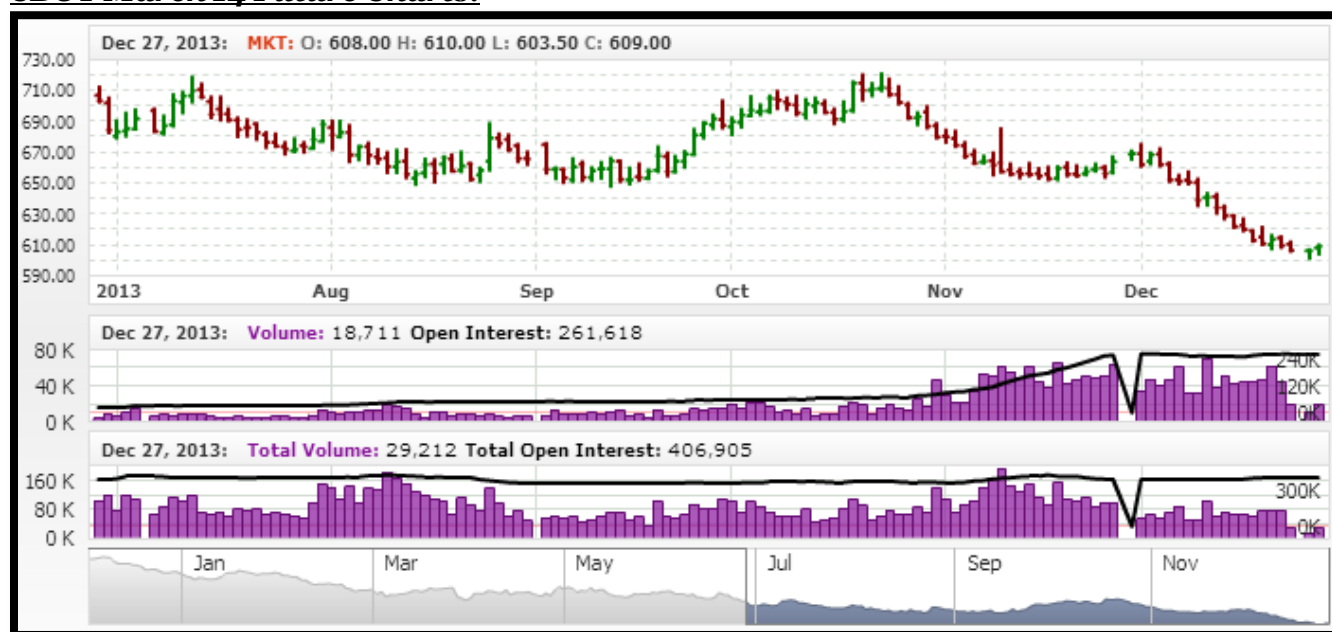 Dec 27, 2013: MKT: O: 608.00 H: 610.00 L: 603.50 C: 609.00
730.00
710.00
690.00
670.00
650.00
630.00
610.00
590.00
2013 Aug Sep Oct Nov Dec
Dec 27, 2013: Volume: 18,711 Open Interest: 261,618
80 K
240K
40 K
120K
0 K
0K
Dec 27, 2013: Total Volume: 29,212 Total Open Interest: 406,905
160 K
300K
80 K
0K
0 K
Jan Mar May Jul Sep Nov